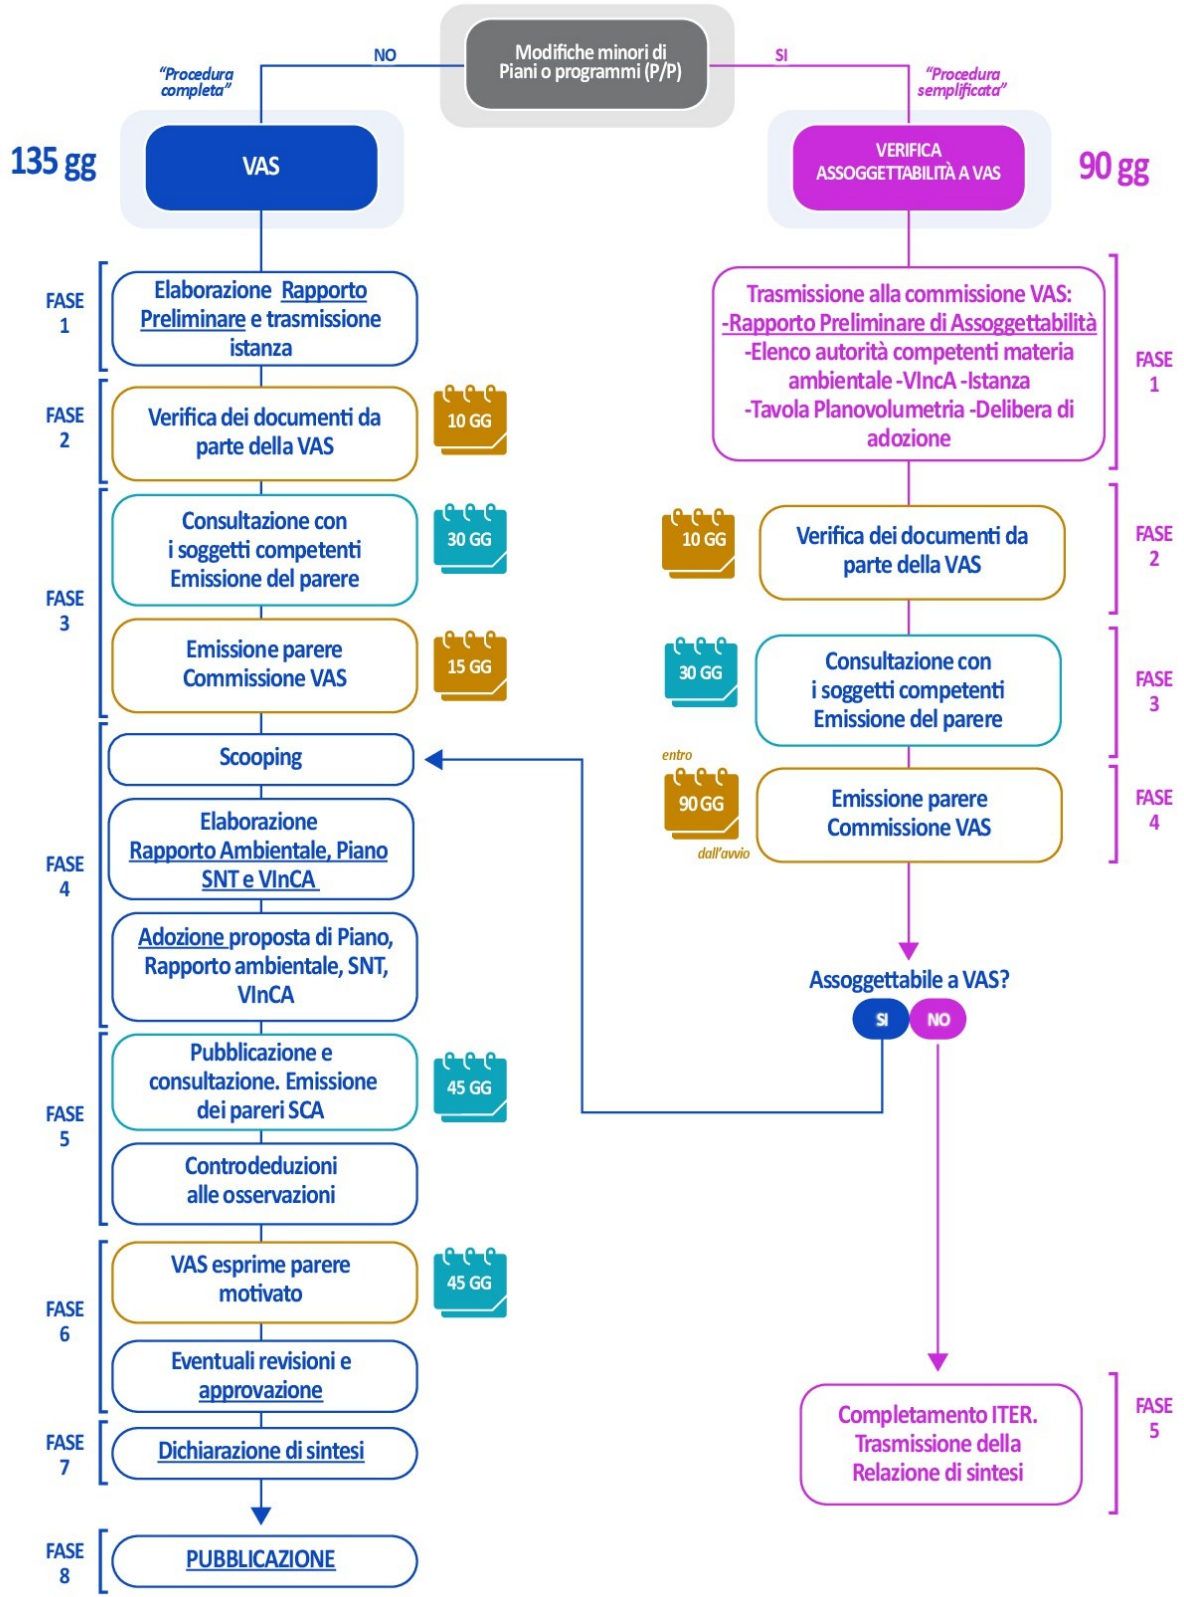 Modifiche minori di
Piani o programmi (P/P)
NO
SI
“Procedura
completa”
“Procedura
semplificata”
135 gg
VAS
VERIFICA
ASSOGGETTABILITÀ A VAS
90 gg
FASE
1
Elaborazione Rapporto
Preliminare e trasmissione
istanza
FASE
2
Verifica dei documenti da
parte della VAS
10 GG
FASE
3
Consultazione con
i soggetti competenti
Emissione del parere
30 GG
Emissione parere
Commissione VAS
15 GG
FASE
4
Scooping
Elaborazione
Rapporto Ambientale, Piano
SNT e VInCA
Adozione proposta di Piano,
Rapporto ambientale, SNT,
VInCA
FASE
5
Pubblicazione e
consultazione. Emissione
dei pareri SCA
45 GG
Controdeduzioni
alle osservazioni
FASE
6
VAS esprime parere
motivato
45 GG
Eventuali revisioni e
approvazione
FASE
7
Dichiarazione di sintesi
FASE
8
PUBBLICAZIONE
Trasmissione alla commissione VAS:
-Rapporto Preliminare di Assoggettabilità
-Elenco autorità competenti materia
ambientale -VIncA -Istanza
-Tavola Planovolumetria -Delibera di
adozione
FASE
1
10 GG
Verifica dei documenti da
parte della VAS
FASE
2
30 GG
Consultazione con
i soggetti competenti
Emissione del parere
FASE
3
entro
90 GG
dall’avvio
Emissione parere
Commissione VAS
FASE
4
Assoggettabile a VAS?
SI
NO
Completamento ITER.
Trasmissione della
Relazione di sintesi
FASE
5